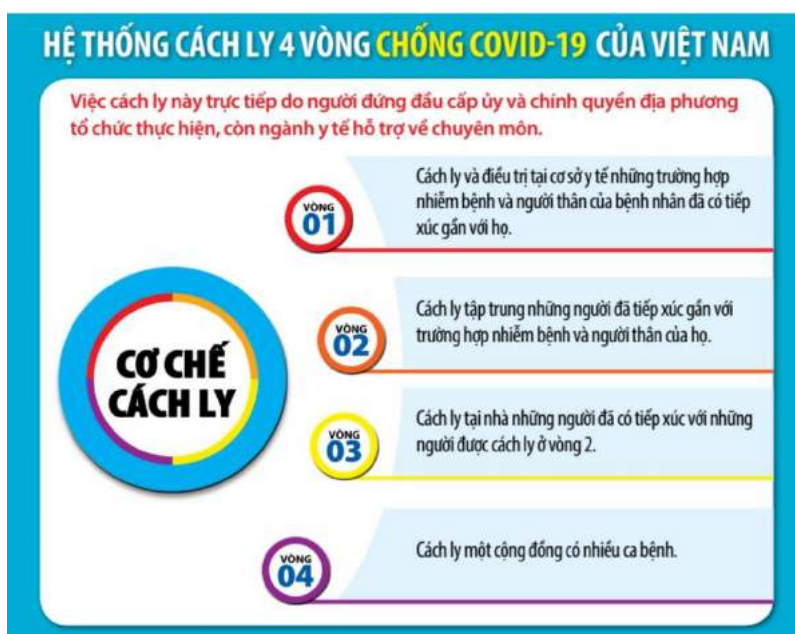 HỆ THỐNG CÁCH LY 4 VÒNG CHỐNG COVID-19 CỦA VIỆT NAM
Việc cách ly này trực tiếp do người đứng đầu cấp ủy và chính quyền địa phương
tổ chức thực hiện, còn ngành y tế hỗ trợ về chuyên môn.
VÒNG
01
Cách ly và điều trị tại cơ sở y tế những trường hợp
nhiễm bệnh và người thân của bệnh nhân đã có tiếp
xúc gần với họ.
VÒNG
02
Cách ly tập trung những người đã tiếp xúc gần với
trường hợp nhiễm bệnh và người thân của họ.
CƠ CHẾ
CÁCH LY
VÒNG
03
Cách ly tại nhà những người đã có tiếp xúc với những
người được cách ly ở vòng 2.
VÒNG
04
Cách ly một cộng đồng có nhiều ca bệnh.